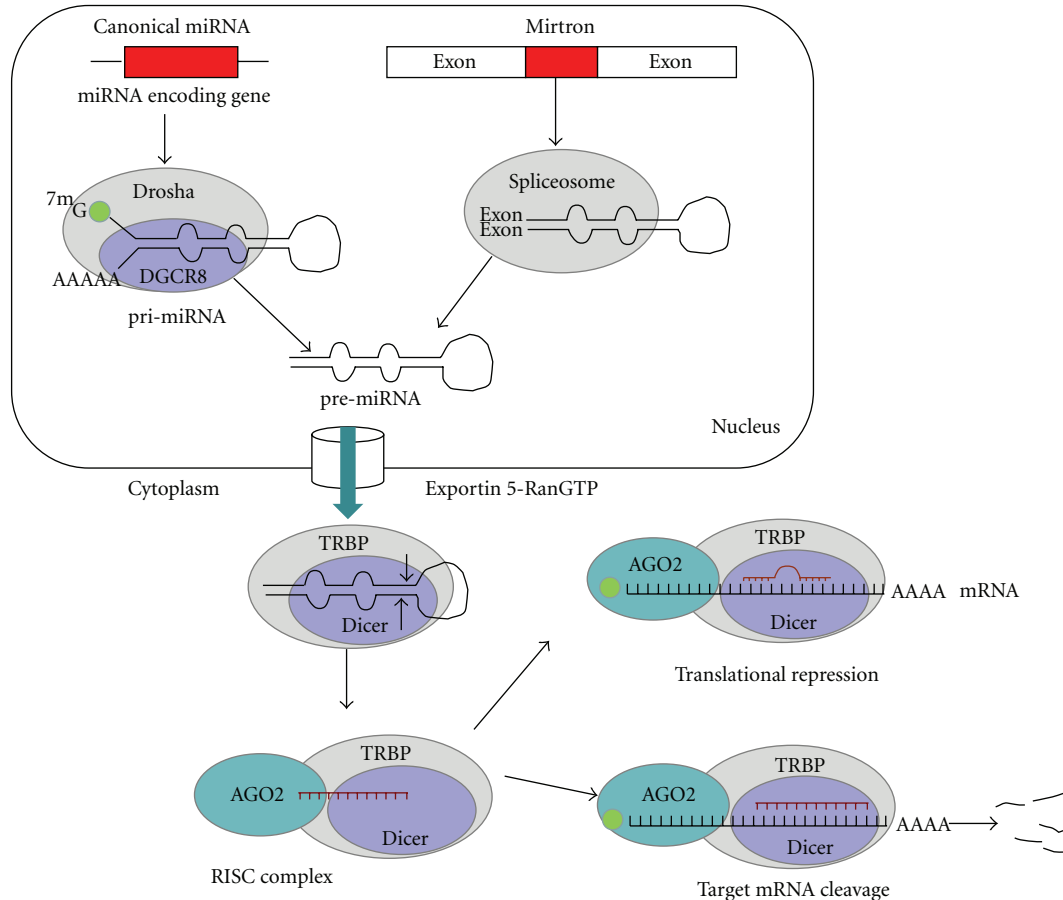 Canonical miRNA
Mirtron
Exon
Exon
miRNA encoding gene
Drosha
7m
G
DGCR8
AAAAA
pri-miRNA
Spliceosome
Exon
Exon
pre-miRNA
Nucleus
Cytoplasm
Exportin 5-RanGTP
TRBP
Dicer
TRBP
AGO2
AAAA mRNA
Dicer
Translational repression
TRBP
AGO2
Dicer
RISC complex
TRBP
AGO2
AAAA
Dicer
Target mRNA cleavage